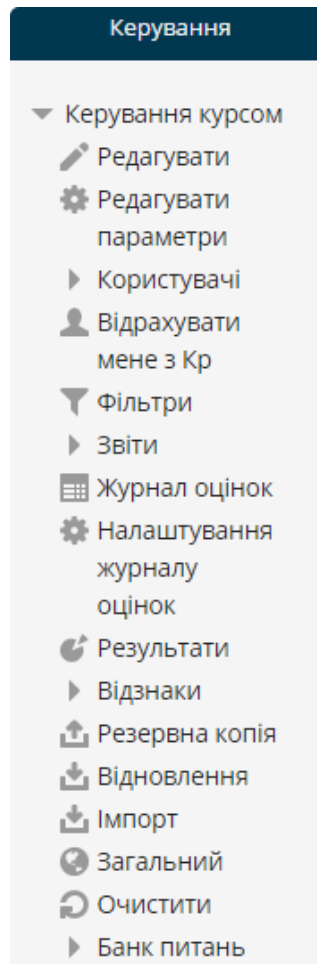 Керування
Керування курсом
Редагувати
Редагувати
параметри
Користувачі
Відрахувати
мене з Кр
Фільтри
Звіти
Журнал оцінок
Налаштування
журналу
оцінок
Результати
Відзнаки
Резервна копія
Відновлення
Імпорт
Загальний
Очистити
Банк питань